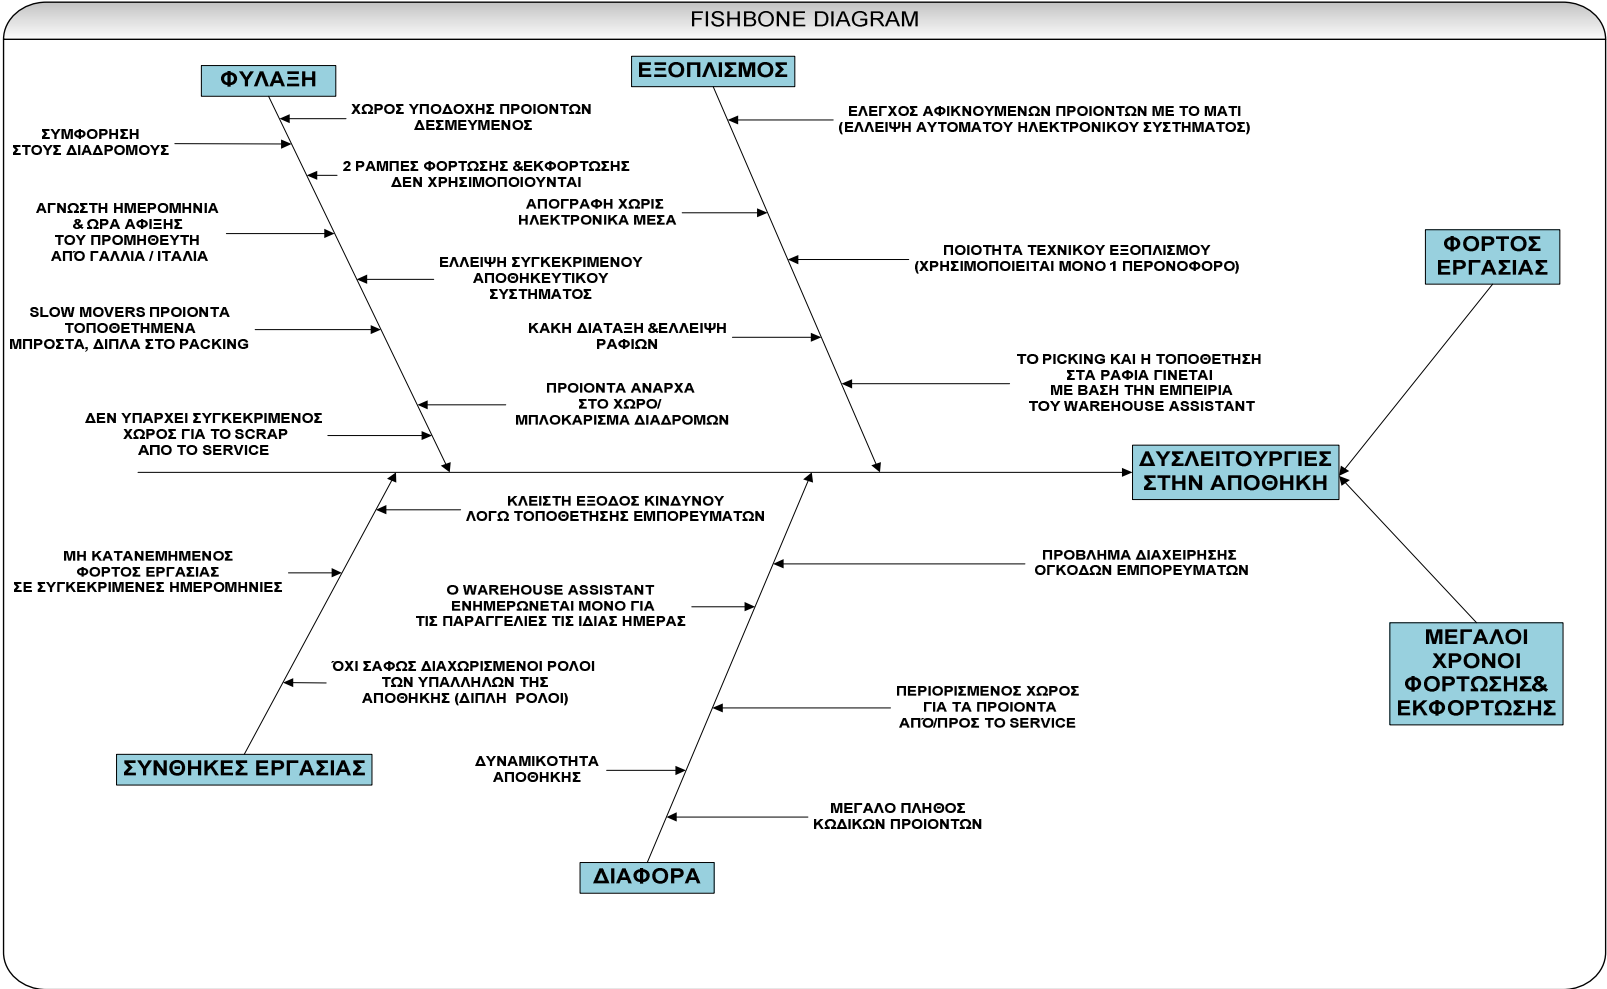 FISHBONE DIAGRAM
ΦΥΛΑΞΗ
ΧΩΡΟΣ ΥΠΟΔΟΧΗΣ ΠΡΟΙΟΝΤΩΝ
ΔΕΣΜΕΥΜΕΝΟΣ
ΣΥΜΦΟΡΗΣΗ
ΣΤΟΥΣ ΔΙΑΔΡΟΜΟΥΣ
2 ΡΑΜΠΕΣ ΦΟΡΤΩΣΗΣ &ΕΚΦΟΡΤΩΣΗΣ
ΔΕΝ ΧΡΗΣΙΜΟΠΟΙΟΥΝΤΑΙ
ΑΓΝΩΣΤΗ ΗΜΕΡΟΜΗΝΙΑ
& ΩΡΑ ΑΦΙΞΗΣ
ΤΟΥ ΠΡΟΜΗΘΕΥΤΗ
ΑΠΌ ΓΑΛΛΙΑ / ΙΤΑΛΙΑ
ΕΛΛΕΙΨΗ ΣΥΓΚΕΚΡΙΜΕΝΟΥ
ΑΠΟΘΗΚΕΥΤΙΚΟΥ
ΣΥΣΤΗΜΑΤΟΣ
SLOW MOVERS ΠΡΟΙΟΝΤΑ
ΤΟΠΟΘΕΤΗΜΕΝΑ
ΜΠΡΟΣΤΑ, ΔΙΠΛΑ ΣΤΟ PACKING
ΠΡΟΙΟΝΤΑ ΑΝΑΡΧΑ
ΣΤΟ ΧΩΡΟ/
ΜΠΛΟΚΑΡΙΣΜΑ ΔΙΑΔΡΟΜΩΝ
ΔΕΝ ΥΠΑΡΧΕΙ ΣΥΓΚΕΚΡΙΜΕΝΟΣ
ΧΩΡΟΣ ΓΙΑ ΤΟ SCRAP
ΑΠΟ ΤΟ SERVICE
ΕΞΟΠΛΙΣΜΟΣ
ΕΛΕΓΧΟΣ ΑΦΙΚΝΟΥΜΕΝΩΝ ΠΡΟΙΟΝΤΩΝ ΜΕ ΤΟ ΜΑΤΙ
(ΕΛΛΕΙΨΗ ΑΥΤΟΜΑΤΟΥ ΗΛΕΚΤΡΟΝΙΚΟΥ ΣΥΣΤΗΜΑΤΟΣ)
ΑΠΟΓΡΑΦΗ ΧΩΡΙΣ
ΗΛΕΚΤΡΟΝΙΚΑ ΜΕΣΑ
ΠΟΙΟΤΗΤΑ ΤΕΧΝΙΚΟΥ ΕΞΟΠΛΙΣΜΟΥ
(ΧΡΗΣΙΜΟΠΟΙΕΙΤΑΙ ΜΟΝΟ 1 ΠΕΡΟΝΟΦΟΡΟ)
ΚΑΚΗ ΔΙΑΤΑΞΗ &ΕΛΛΕΙΨΗ
ΡΑΦΙΩΝ
ΤΟ PICKING ΚΑΙ Η ΤΟΠΟΘΕΤΗΣΗ
ΣΤΑ ΡΑΦΙΑ ΓΙΝΕΤΑΙ
ΜΕ ΒΑΣΗ ΤΗΝ ΕΜΠΕΙΡΙΑ
ΤΟΥ WAREHOUSE ASSISTANT
ΦΟΡΤΟΣ
ΕΡΓΑΣΙΑΣ
ΔΥΣΛΕΙΤΟΥΡΓΙΕΣ
ΣΤΗΝ ΑΠΟΘΗΚΗ
ΚΛΕΙΣΤΗ ΕΞΟΔΟΣ ΚΙΝΔΥΝΟΥ
ΛΟΓΩ ΤΟΠΟΘΕΤΗΣΗΣ ΕΜΠΟΡΕΥΜΑΤΩΝ
ΜΗ ΚΑΤΑΝΕΜΗΜΕΝΟΣ
ΦΟΡΤΟΣ ΕΡΓΑΣΙΑΣ
ΣΕ ΣΥΓΚΕΚΡΙΜΕΝΕΣ ΗΜΕΡΟΜΗΝΙΕΣ
ΌΧΙ ΣΑΦΩΣ ΔΙΑΧΩΡΙΣΜΕΝΟΙ ΡΟΛΟΙ
ΤΩΝ ΥΠΑΛΛΗΛΩΝ ΤΗΣ
ΑΠΟΘΗΚΗΣ (ΔΙΠΛΗ ΡΟΛΟΙ)
ΣΥΝΘΗΚΕΣ ΕΡΓΑΣΙΑΣ
ΠΡΟΒΛΗΜΑ ΔΙΑΧΕΙΡΗΣΗΣ
ΟΓΚΟΔΩΝ ΕΜΠΟΡΕΥΜΑΤΩΝ
Ο WAREHOUSE ASSISTANT
ΕΝΗΜΕΡΩΝΕΤΑΙ ΜΟΝΟ ΓΙΑ
ΤΙΣ ΠΑΡΑΓΓΕΛΙΕΣ ΤΙΣ ΙΔΙΑΣ ΗΜΕΡΑΣ
ΠΕΡΙΟΡΙΣΜΕΝΟΣ ΧΩΡΟΣ
ΓΙΑ ΤΑ ΠΡΟΙΟΝΤΑ
ΑΠΌ/ΠΡΟΣ ΤΟ SERVICE
ΔΥΝΑΜΙΚΟΤΗΤΑ
ΑΠΟΘΗΚΗΣ
ΜΕΓΑΛΟ ΠΛΗΘΟΣ
ΚΩΔΙΚΩΝ ΠΡΟΙΟΝΤΩΝ
ΔΙΑΦΟΡΑ
ΜΕΓΑΛΟΙ
ΧΡΟΝΟΙ
ΦΟΡΤΩΣΗΣ&
ΕΚΦΟΡΤΩΣΗΣ